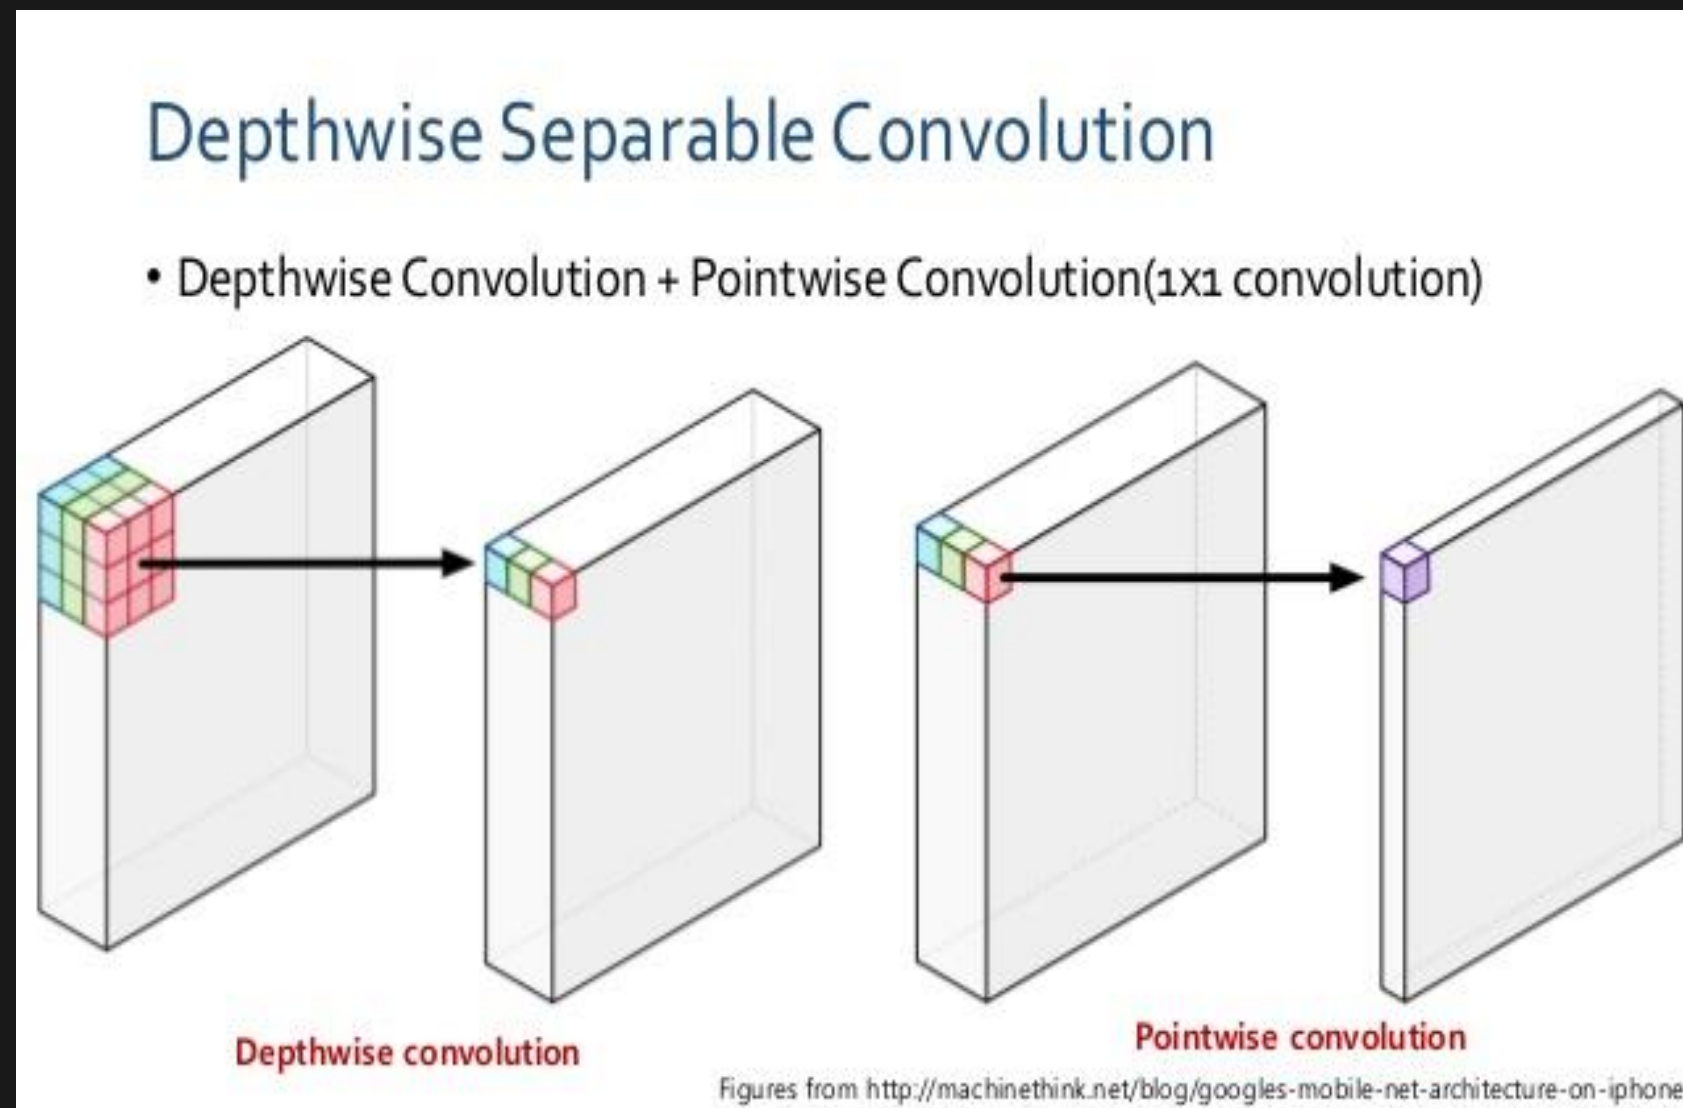 Depthwise Separable Convolution
• Depthwise Convolution + Pointwise Convolution(1x1 convolution)
Depthwise convolution
Pointwise convolution
Figures from http://machinethink.net/blog/googles-mobile-net-architecture-on-iphone